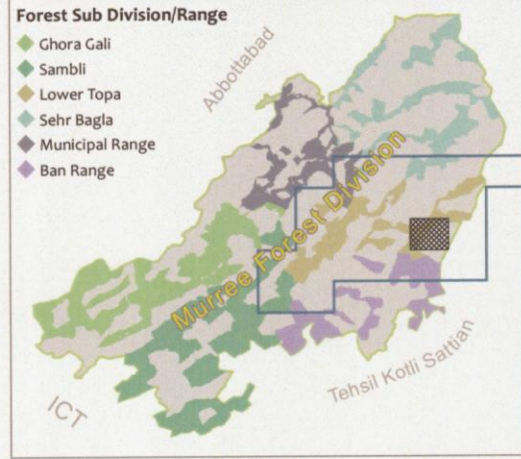 Forest Sub Division/Range
Ghora Gali
Sambli
Lower Topa
Sehr Bagla
Municipal Range
Ban Range
Abbottabad
Murree Forest Division
Tehsil Kotli Sattian
ICT